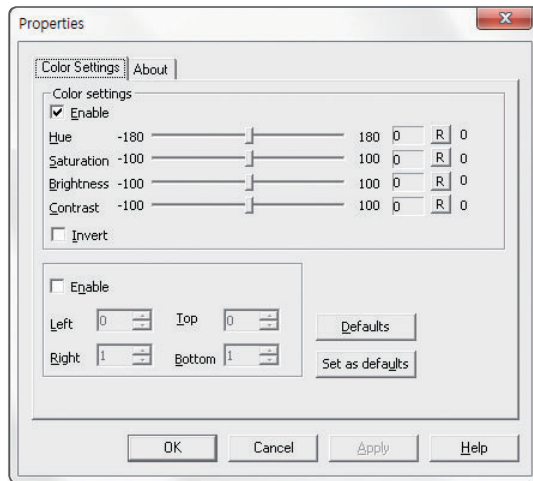 Properties
Color Settings About
Color settings
Enable
Hue -180 180 0 R 0
Saturation -100 100 0 R 0
Brightness -100 100 0 R 0
Contrast -100 100 0 R 0
Invert
Enable
Left 0 Top 0
Right 1 Bottom 1
Defaults
Set as defaults
OK Cancel Apply Help